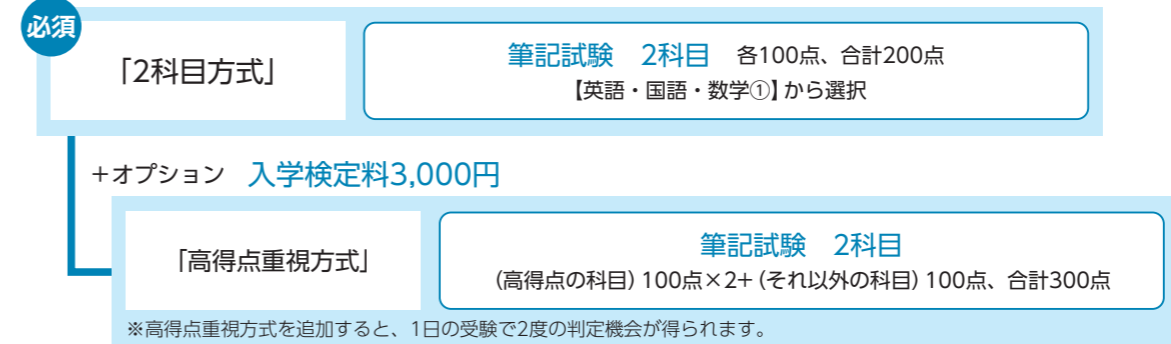 必須
「2科目方式」
筆記試験　2科目　各100点、合計200点
【英語・国語・数学①】から選択
＋オプション　入学検定料3,000円
「高得点重視方式」
筆記試験　2科目
(高得点の科目) 100点×2+ (それ以外の科目) 100点、合計300点
※高得点重視方式を追加すると、1日の受験で2度の判定機会が得られます。